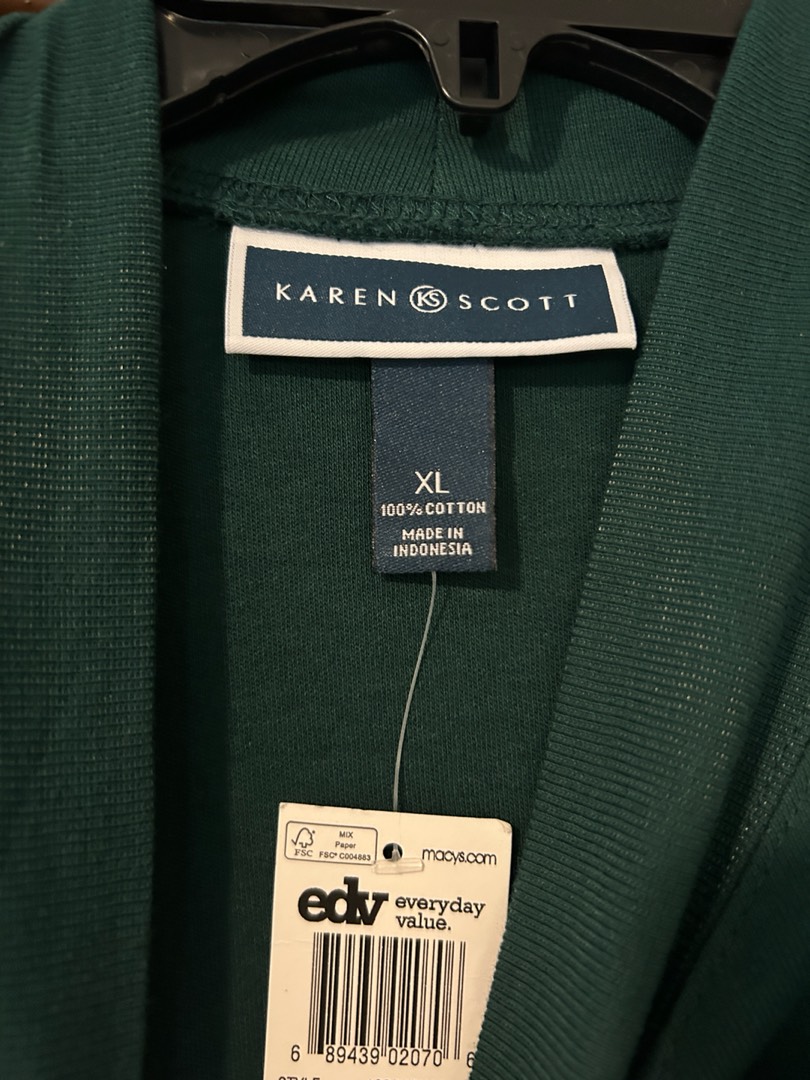 KAREN KS SCOTT
XL
100% COTTON
MADE IN
INDONESIA
FSC
MIX
Paper
FSC® C004883
macys.com
edv everyday
value.
6 89439 02070 6